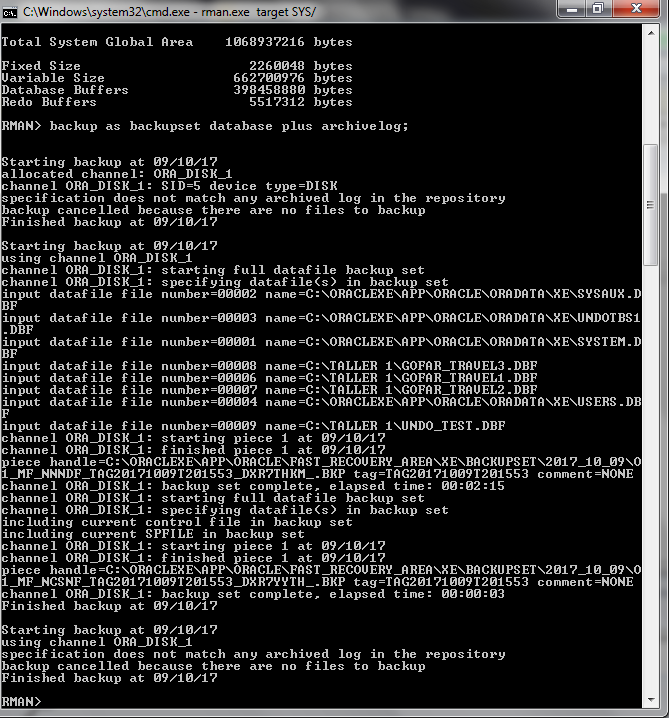 C:\Windows\system32\cmd.exe - rman.exe  target SYS/
Total System Global Area    1068937216 bytes
Fixed Size                     2260048 bytes
Variable Size                662700976 bytes
Database Buffers             398458880 bytes
Redo Buffers                   5517312 bytes
RMAN> backup as backupset database plus archivelog;
Starting backup at 09/10/17
allocated channel: ORA_DISK_1
channel ORA_DISK_1: SID=5 device type=DISK
specification does not match any archived log in the repository
backup cancelled because there are no files to backup
Finished backup at 09/10/17
Starting backup at 09/10/17
using channel ORA_DISK_1
channel ORA_DISK_1: starting full datafile backup set
channel ORA_DISK_1: specifying datafile(s) in backup set
input datafile file number=00002 name=C:\ORACLEXE\APP\ORACLE\ORADATA\XE\SYSAUX.D
BF
input datafile file number=00003 name=C:\ORACLEXE\APP\ORACLE\ORADATA\XE\UNDOTBS1
.DBF
input datafile file number=00001 name=C:\ORACLEXE\APP\ORACLE\ORADATA\XE\SYSTEM.D
BF
input datafile file number=00008 name=C:\TALLER 1\GOFAR_TRAVEL3.DBF
input datafile file number=00006 name=C:\TALLER 1\GOFAR_TRAVEL1.DBF
input datafile file number=00007 name=C:\TALLER 1\GOFAR_TRAVEL2.DBF
input datafile file number=00004 name=C:\ORACLEXE\APP\ORACLE\ORADATA\XE\USERS.DB
F
input datafile file number=00009 name=C:\TALLER 1\UNDO_TEST.DBF
channel ORA_DISK_1: starting piece 1 at 09/10/17
channel ORA_DISK_1: finished piece 1 at 09/10/17
piece handle=C:\ORACLEXE\APP\ORACLE\FAST_RECOVERY_AREA\XE\BACKUPSET\2017_10_09\O
1_MF_NNNDF_TAG20171009T201553_DXR7THXM_.BKP tag=TAG20171009T201553 comment=NONE
channel ORA_DISK_1: backup set complete, elapsed time: 00:02:15
channel ORA_DISK_1: starting full datafile backup set
channel ORA_DISK_1: specifying datafile(s) in backup set
including current control file in backup set
including current SPFILE in backup set
channel ORA_DISK_1: starting piece 1 at 09/10/17
channel ORA_DISK_1: finished piece 1 at 09/10/17
piece handle=C:\ORACLEXE\APP\ORACLE\FAST_RECOVERY_AREA\XE\BACKUPSET\2017_10_09\O
1_MF_NCSNF_TAG20171009T201553_DXR7YYTH_.BKP tag=TAG20171009T201553 comment=NONE
channel ORA_DISK_1: backup set complete, elapsed time: 00:00:03
Finished backup at 09/10/17
Starting backup at 09/10/17
using channel ORA_DISK_1
specification does not match any archived log in the repository
backup cancelled because there are no files to backup
Finished backup at 09/10/17
RMAN>